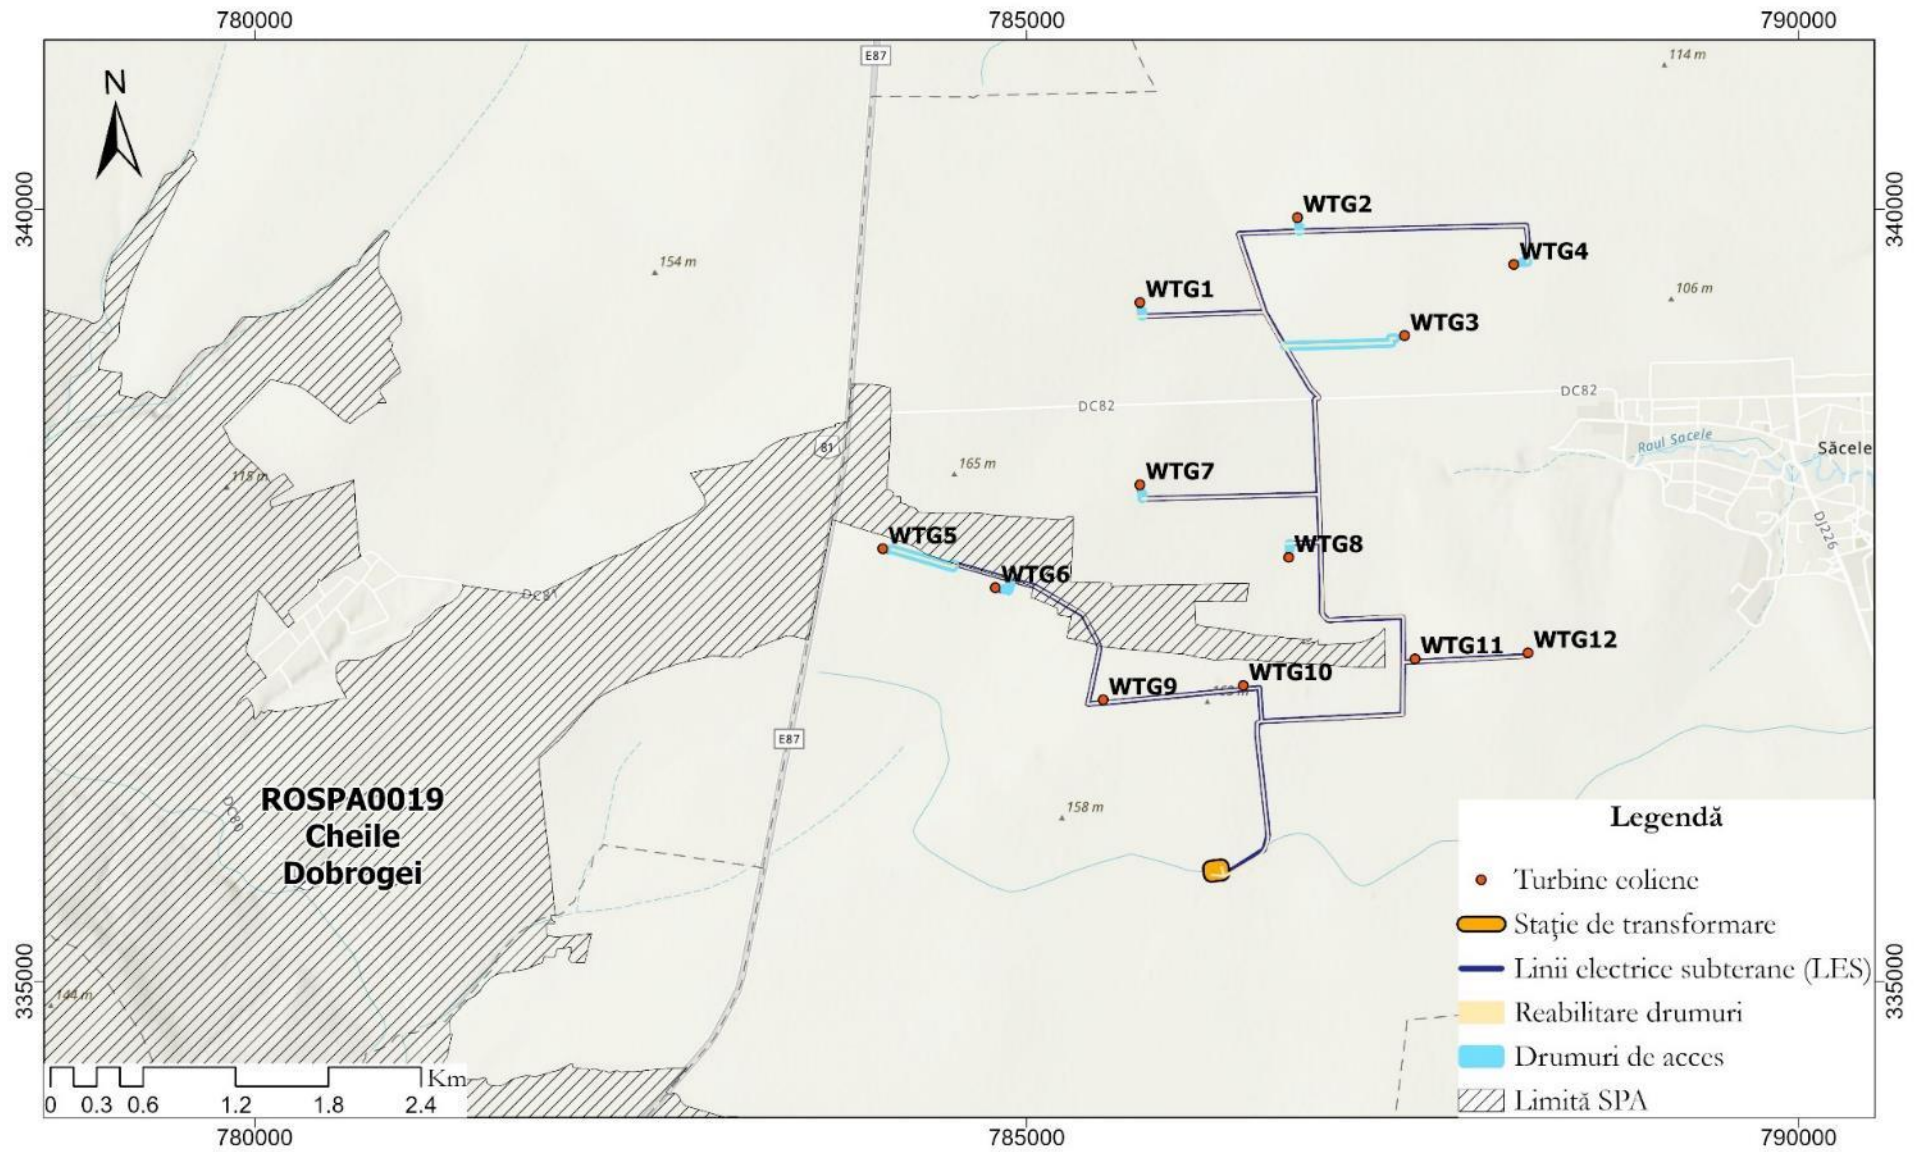 780000 785000 790000
N
E87
114 m
340000
340000
WTG2
154 m
WTG4
WTG1
106 m
WTG3
DC82
DC82
81
Raul Sacele
Săcele
165 m
115 m
WTG7
DJ226
WTG5
WTG8
WTG6
DC81
WTG11
WTG12
WTG10
WTG9
E87
ROSPA0019
Cheile
Dobrogei
DC80
158 m
Legendă
Turbine eoliene
Stație de transformare
Linii electrice subterane (LES)
Reabilitare drumuri
Drumuri de acces
Limită SPA
335000
335000
144 m
Km
0 0.3 0.6 1.2 1.8 2.4
780000 785000 790000